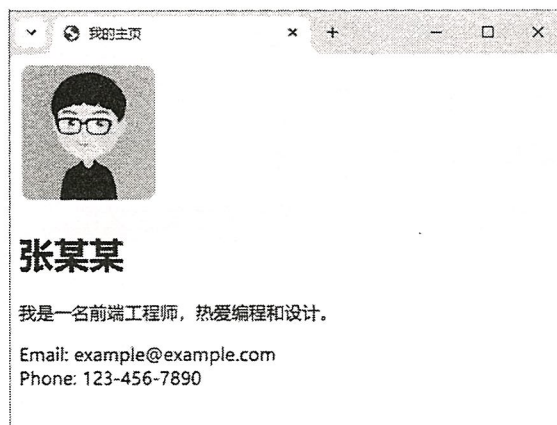 我的主页
张某某
我是一名前端工程师，热爱编程和设计。
Email: example@example.com
Phone: 123-456-7890